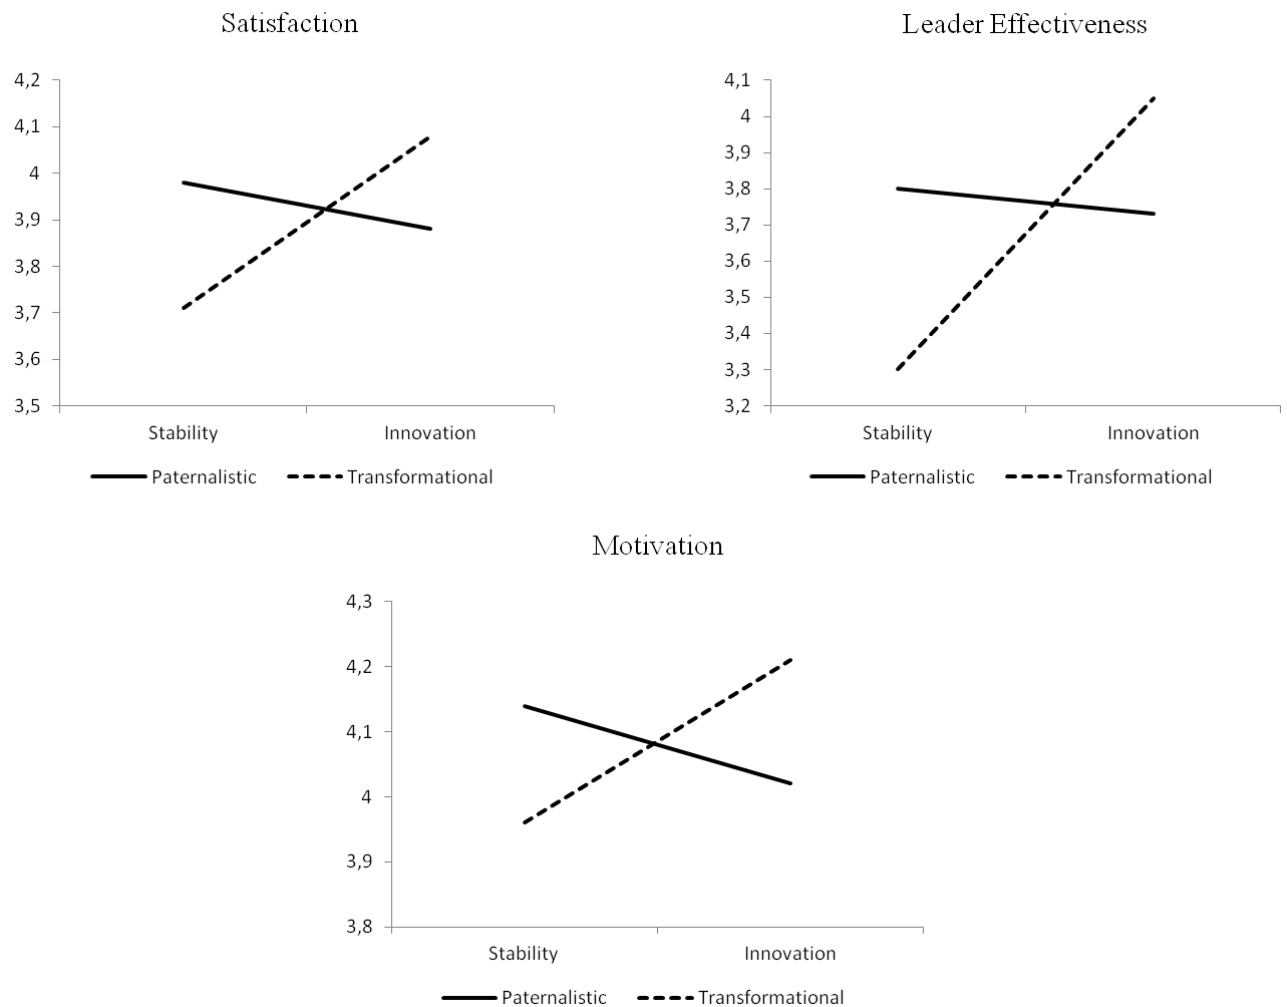 Satisfaction
4,2
4,1
4
3,9
3,8
3,7
3,6
3,5
Stability Innovation
Paternalistic Transformational
Leader Effectiveness
4,1
4
3,9
3,8
3,7
3,6
3,5
3,4
3,3
3,2
Stability Innovation
Paternalistic Transformational
Motivation
4,3
4,2
4,1
4
3,9
3,8
Stability Innovation
Paternalistic Transformational